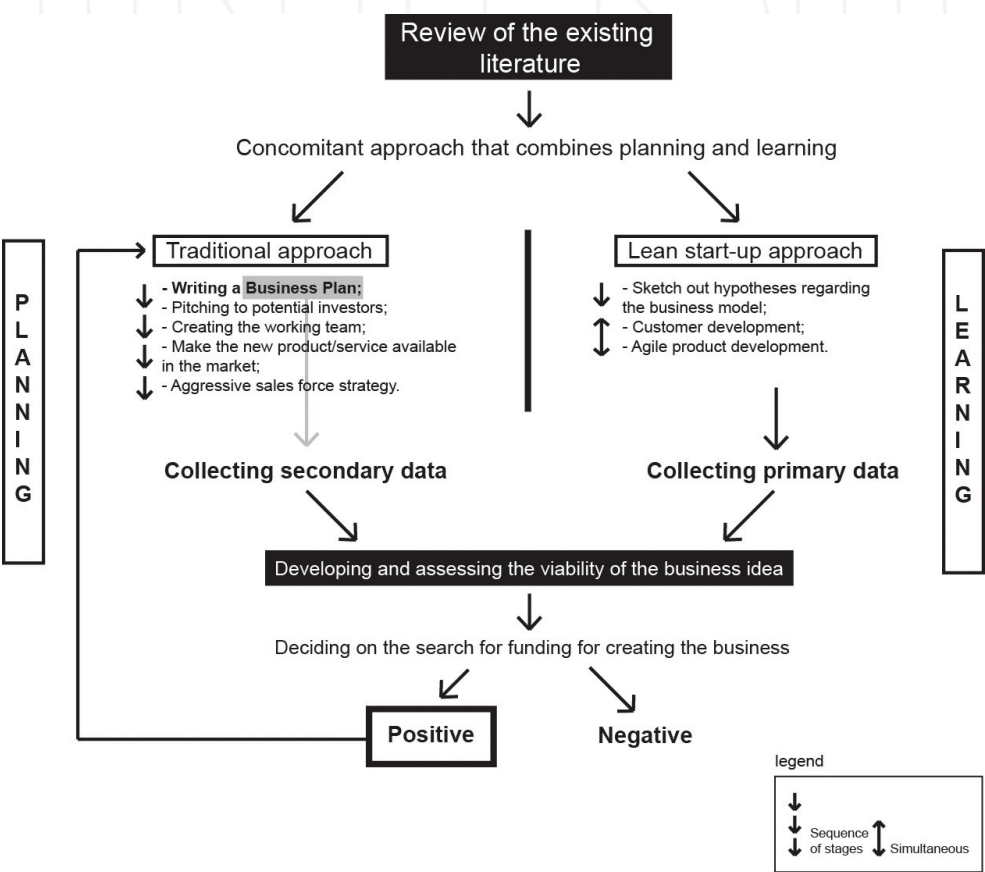 Review of the existing
literature
Concomitant approach that combines planning and learning
Traditional approach
- Writing a Business Plan;
- Pitching to potential investors;
- Creating the working team;
- Make the new product/service available
in the market;
- Aggressive sales force strategy.
Lean start-up approach
- Sketch out hypotheses regarding
the business model;
- Customer development;
- Agile product development.
PLANNING
LEARNING
Collecting secondary data
Collecting primary data
Developing and assessing the viability of the business idea
Deciding on the search for funding for creating the business
Positive
Negative
legend
Sequence
of stages
Simultaneous